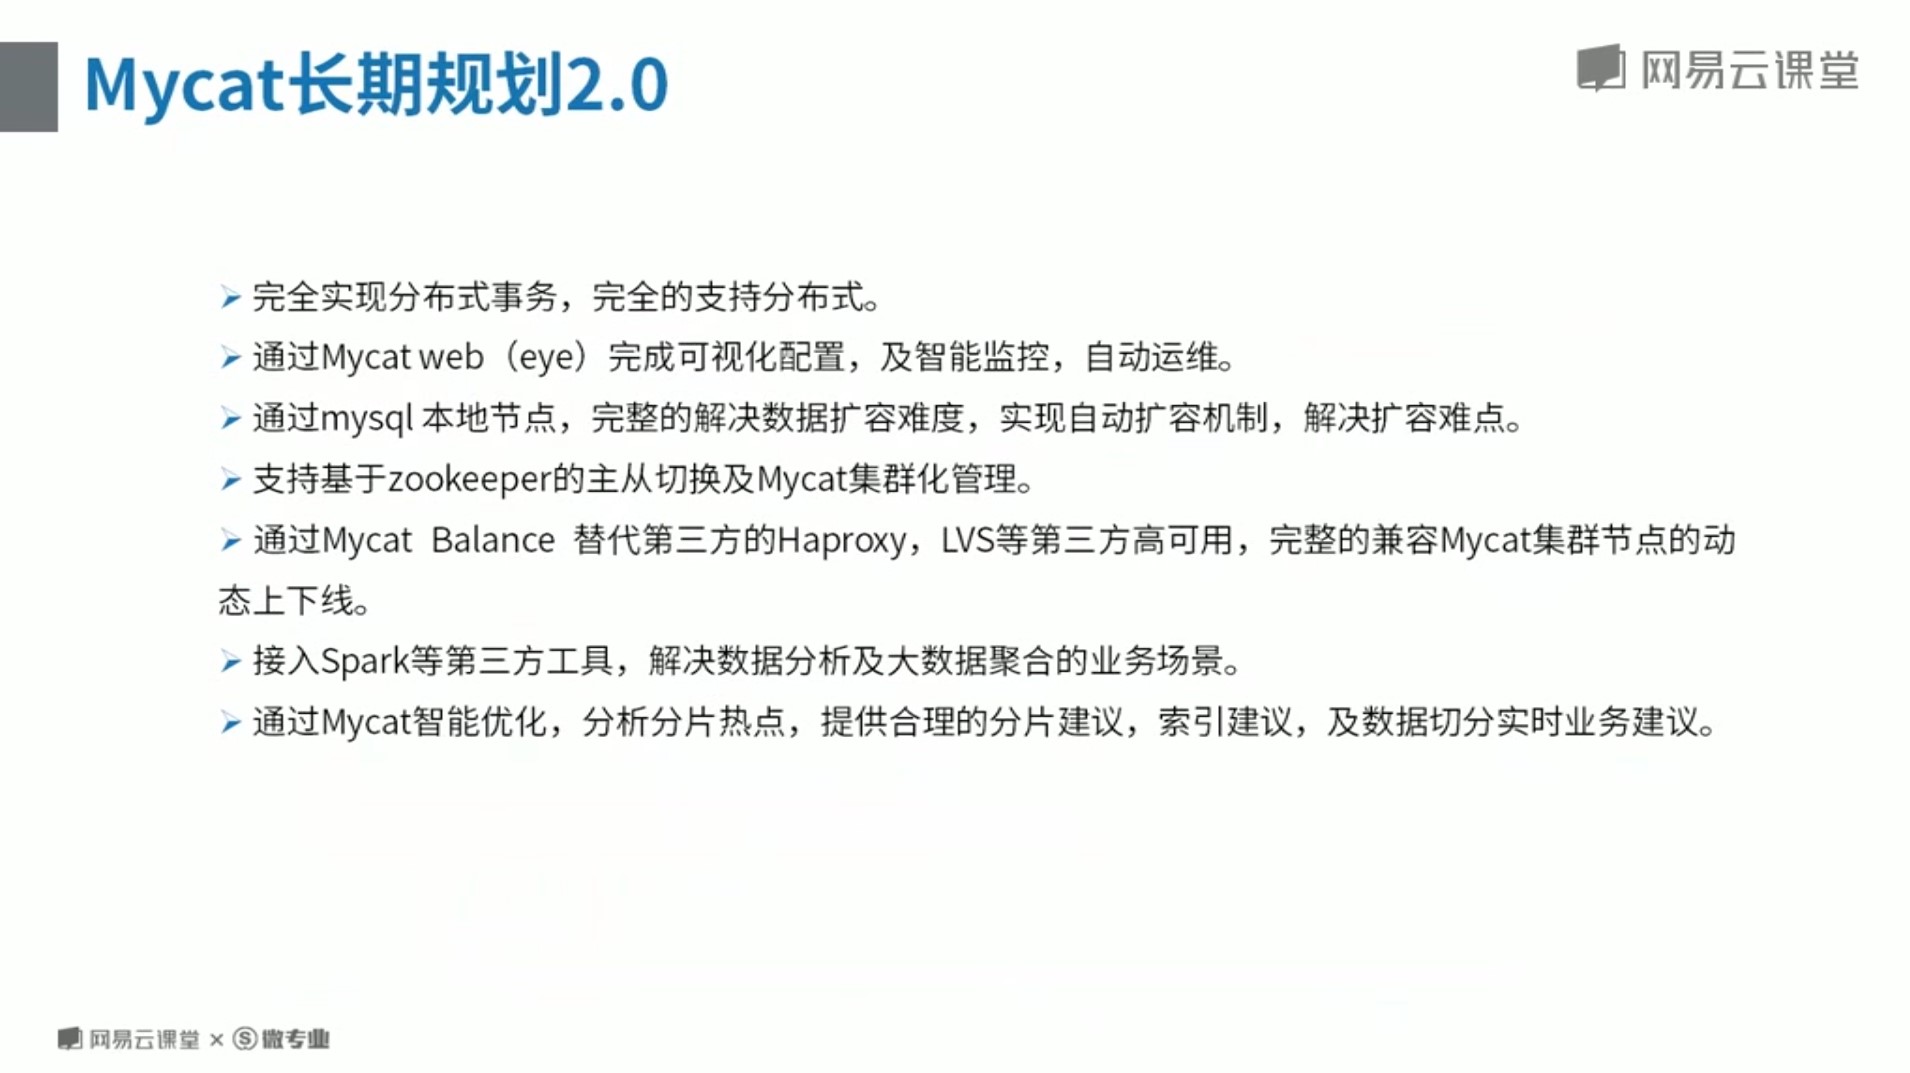 Mycat长期规划2.0
网易云课堂
➢ 完全实现分布式事务，完全的支持分布式。
➢ 通过Mycat web（eye）完成可视化配置，及智能监控，自动运维。
➢ 通过mysql 本地节点，完整的解决数据扩容难度，实现自动扩容机制，解决扩容难点。
➢ 支持基于zookeeper的主从切换及Mycat集群化管理。
➢ 通过Mycat Balance 替代第三方的Haproxy，LVS等第三方高可用，完整的兼容Mycat集群节点的动
态上下线。
➢ 接入Spark等第三方工具，解决数据分析及大数据聚合的业务场景。
➢ 通过Mycat智能优化，分析分片热点，提供合理的分片建议，索引建议，及数据切分实时业务建议。
网易云课堂 × 微专业